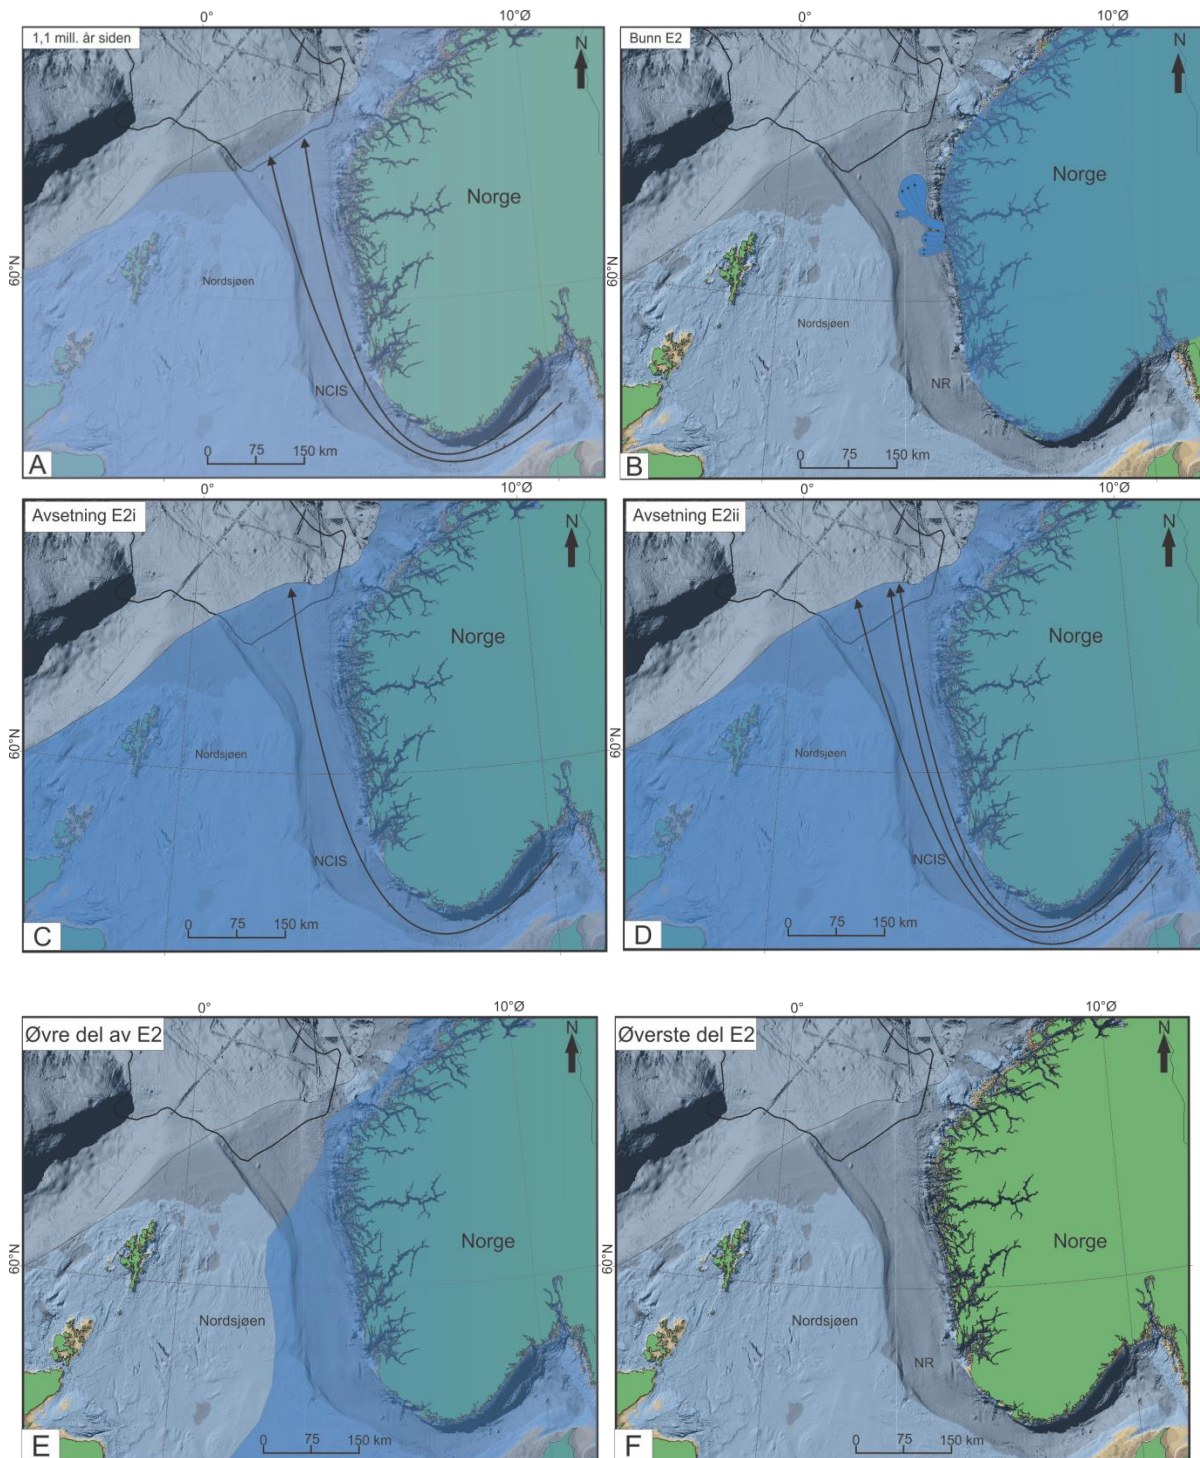 0°
10°Ø
0°
10°Ø
1,1 mill. år siden
N
Bunn E2
N
Norge
Norge
60°N
Nordsjøen
60°N
Nordsjøen
NCIS
NR
0 75 150 km
0 75 150 km
A
B
0°
10°Ø
0°
10°Ø
Avsetning E2i
N
Avsetning E2ii
N
Norge
Norge
60°N
Nordsjøen
60°N
Nordsjøen
NCIS
NCIS
0 75 150 km
0 75 150 km
C
D
0°
10°Ø
0°
10°Ø
Øvre del av E2
N
Øverste del E2
N
Norge
Norge
60°N
Nordsjøen
60°N
Nordsjøen
NR
0 75 150 km
0 75 150 km
E
F